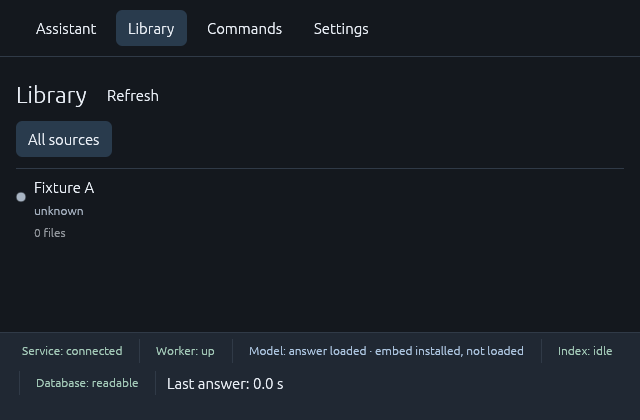 Assistant Library Commands Settings
Library Refresh
All sources
Fixture A
unknown
0 files
Service: connected Worker: up Model: answer loaded · embed installed, not loaded Index: idle
Database: readable Last answer: 0.0 s